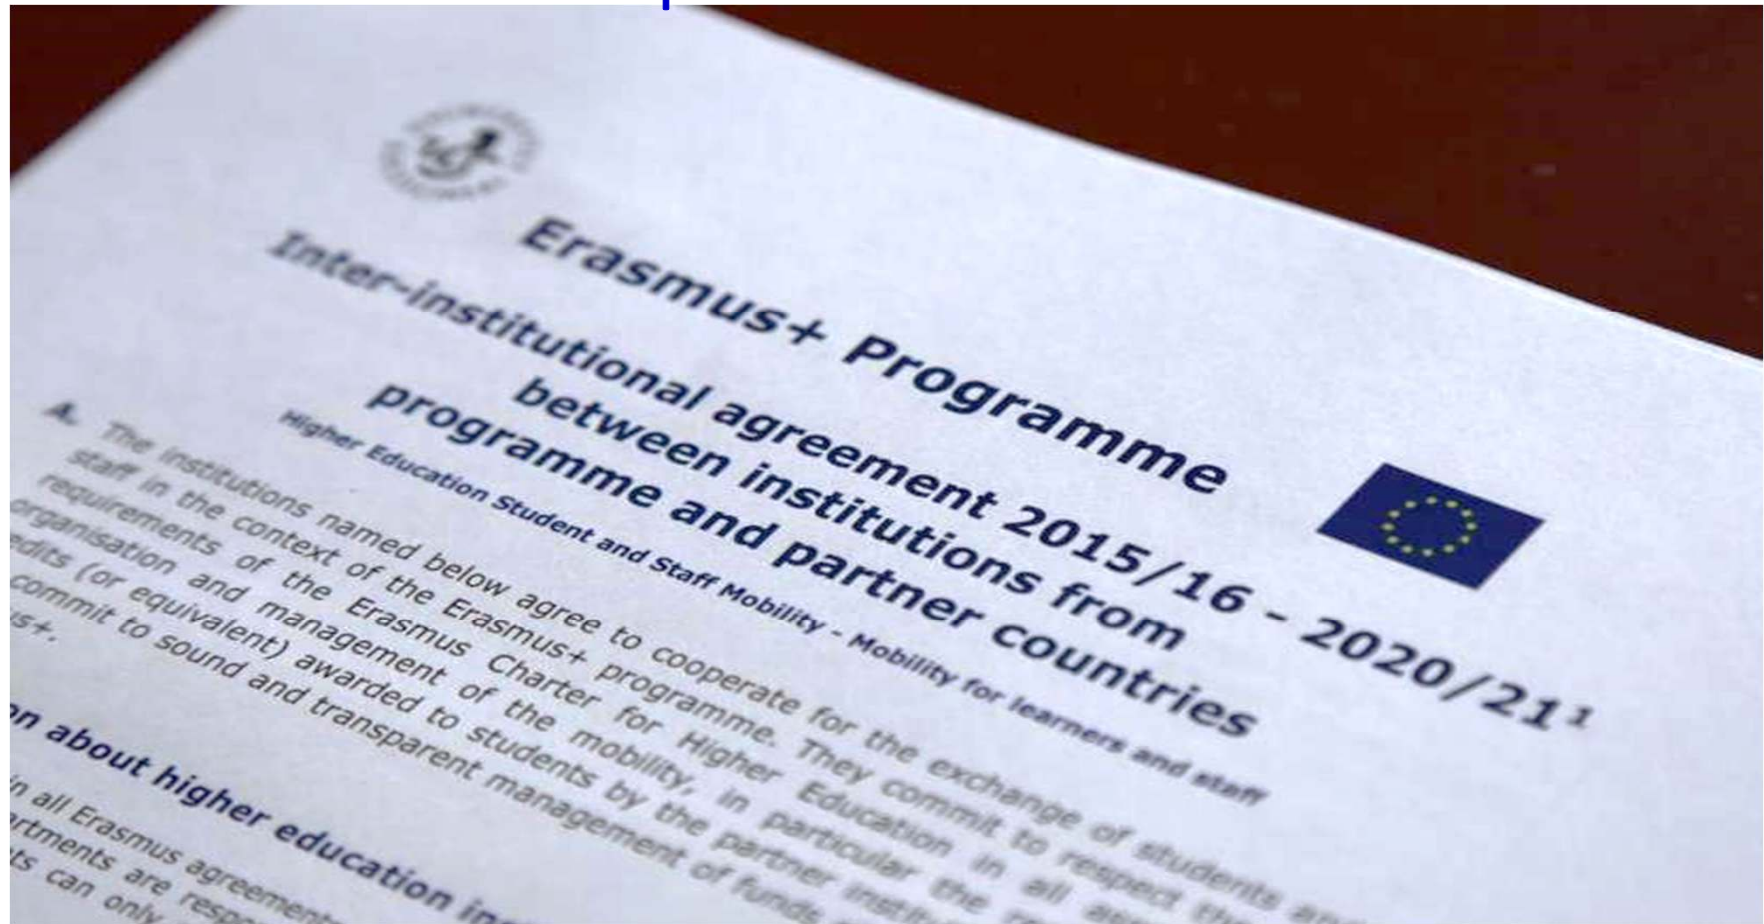 Erasmus+ Programme
Inter-institutional agreement 2015/16 - 2020/21¹
between institutions from
programme and partner countries
Higher Education Student and Staff Mobility - Mobility for learners and staff
A. The institutions named below agree to cooperate for the exchange of students and
staff in the context of the Erasmus+ programme. They commit to respect the
requirements of the Erasmus Charter for Higher Education in all
organisation and management of the mobility, in particular the
edits (or equivalent) awarded to students by the partner
commit to sound and transparent management of funds
us+.
on about higher education
in all Erasmus agreements
artments are
ts can only